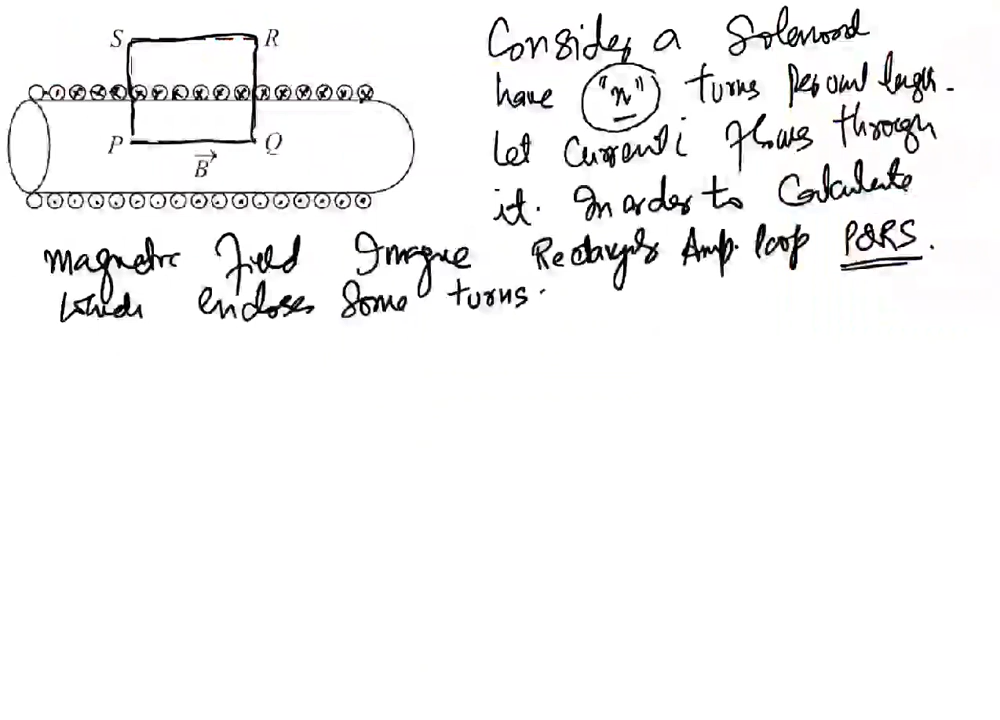 S R
P Q
B
Consider a Solenoid
have "n" turns Per unit length.
Let Current i flows through
it. In order to Calculate
magnetic Field Imagine Rectangle Amp. loop PQRS.
which encloses Some turns.